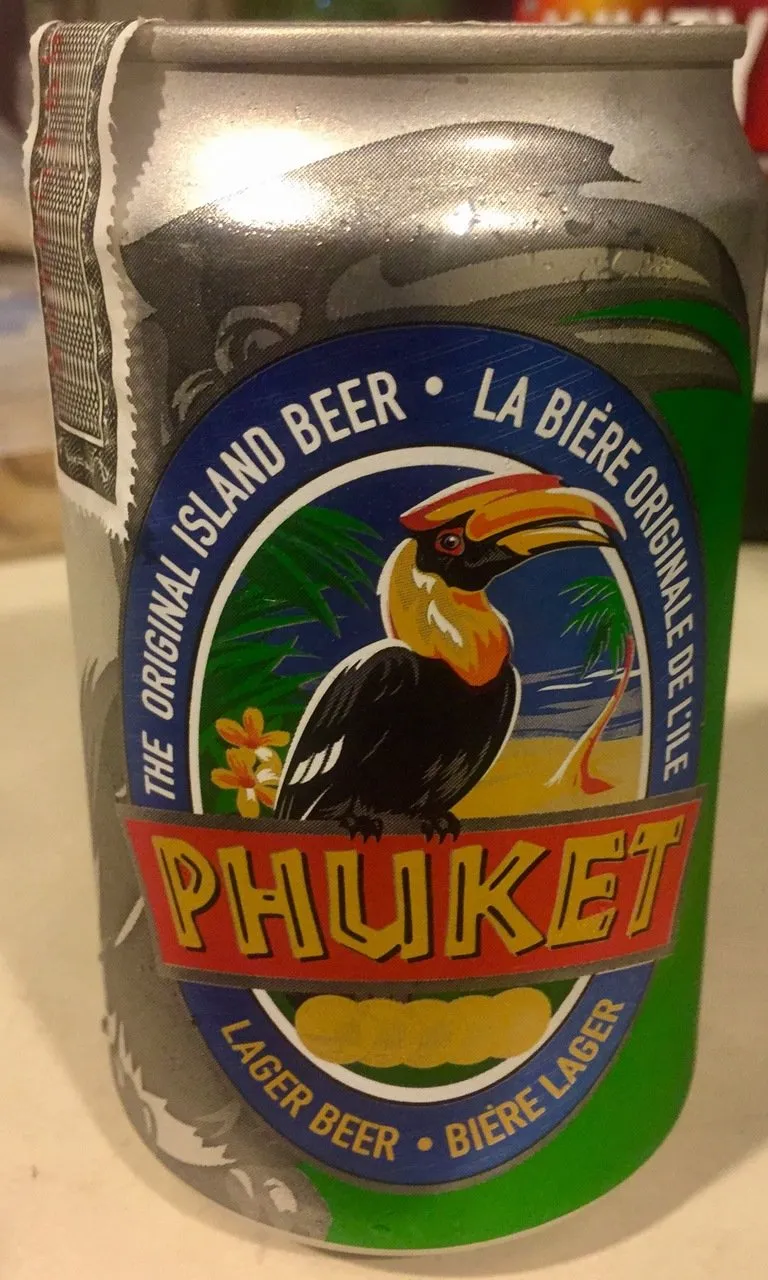 THE ORIGINAL ISLAND BEER • LA BIÈRE ORIGINALE DE L'ILE
PHUKET
LAGER BEER • BIÈRE LAGER